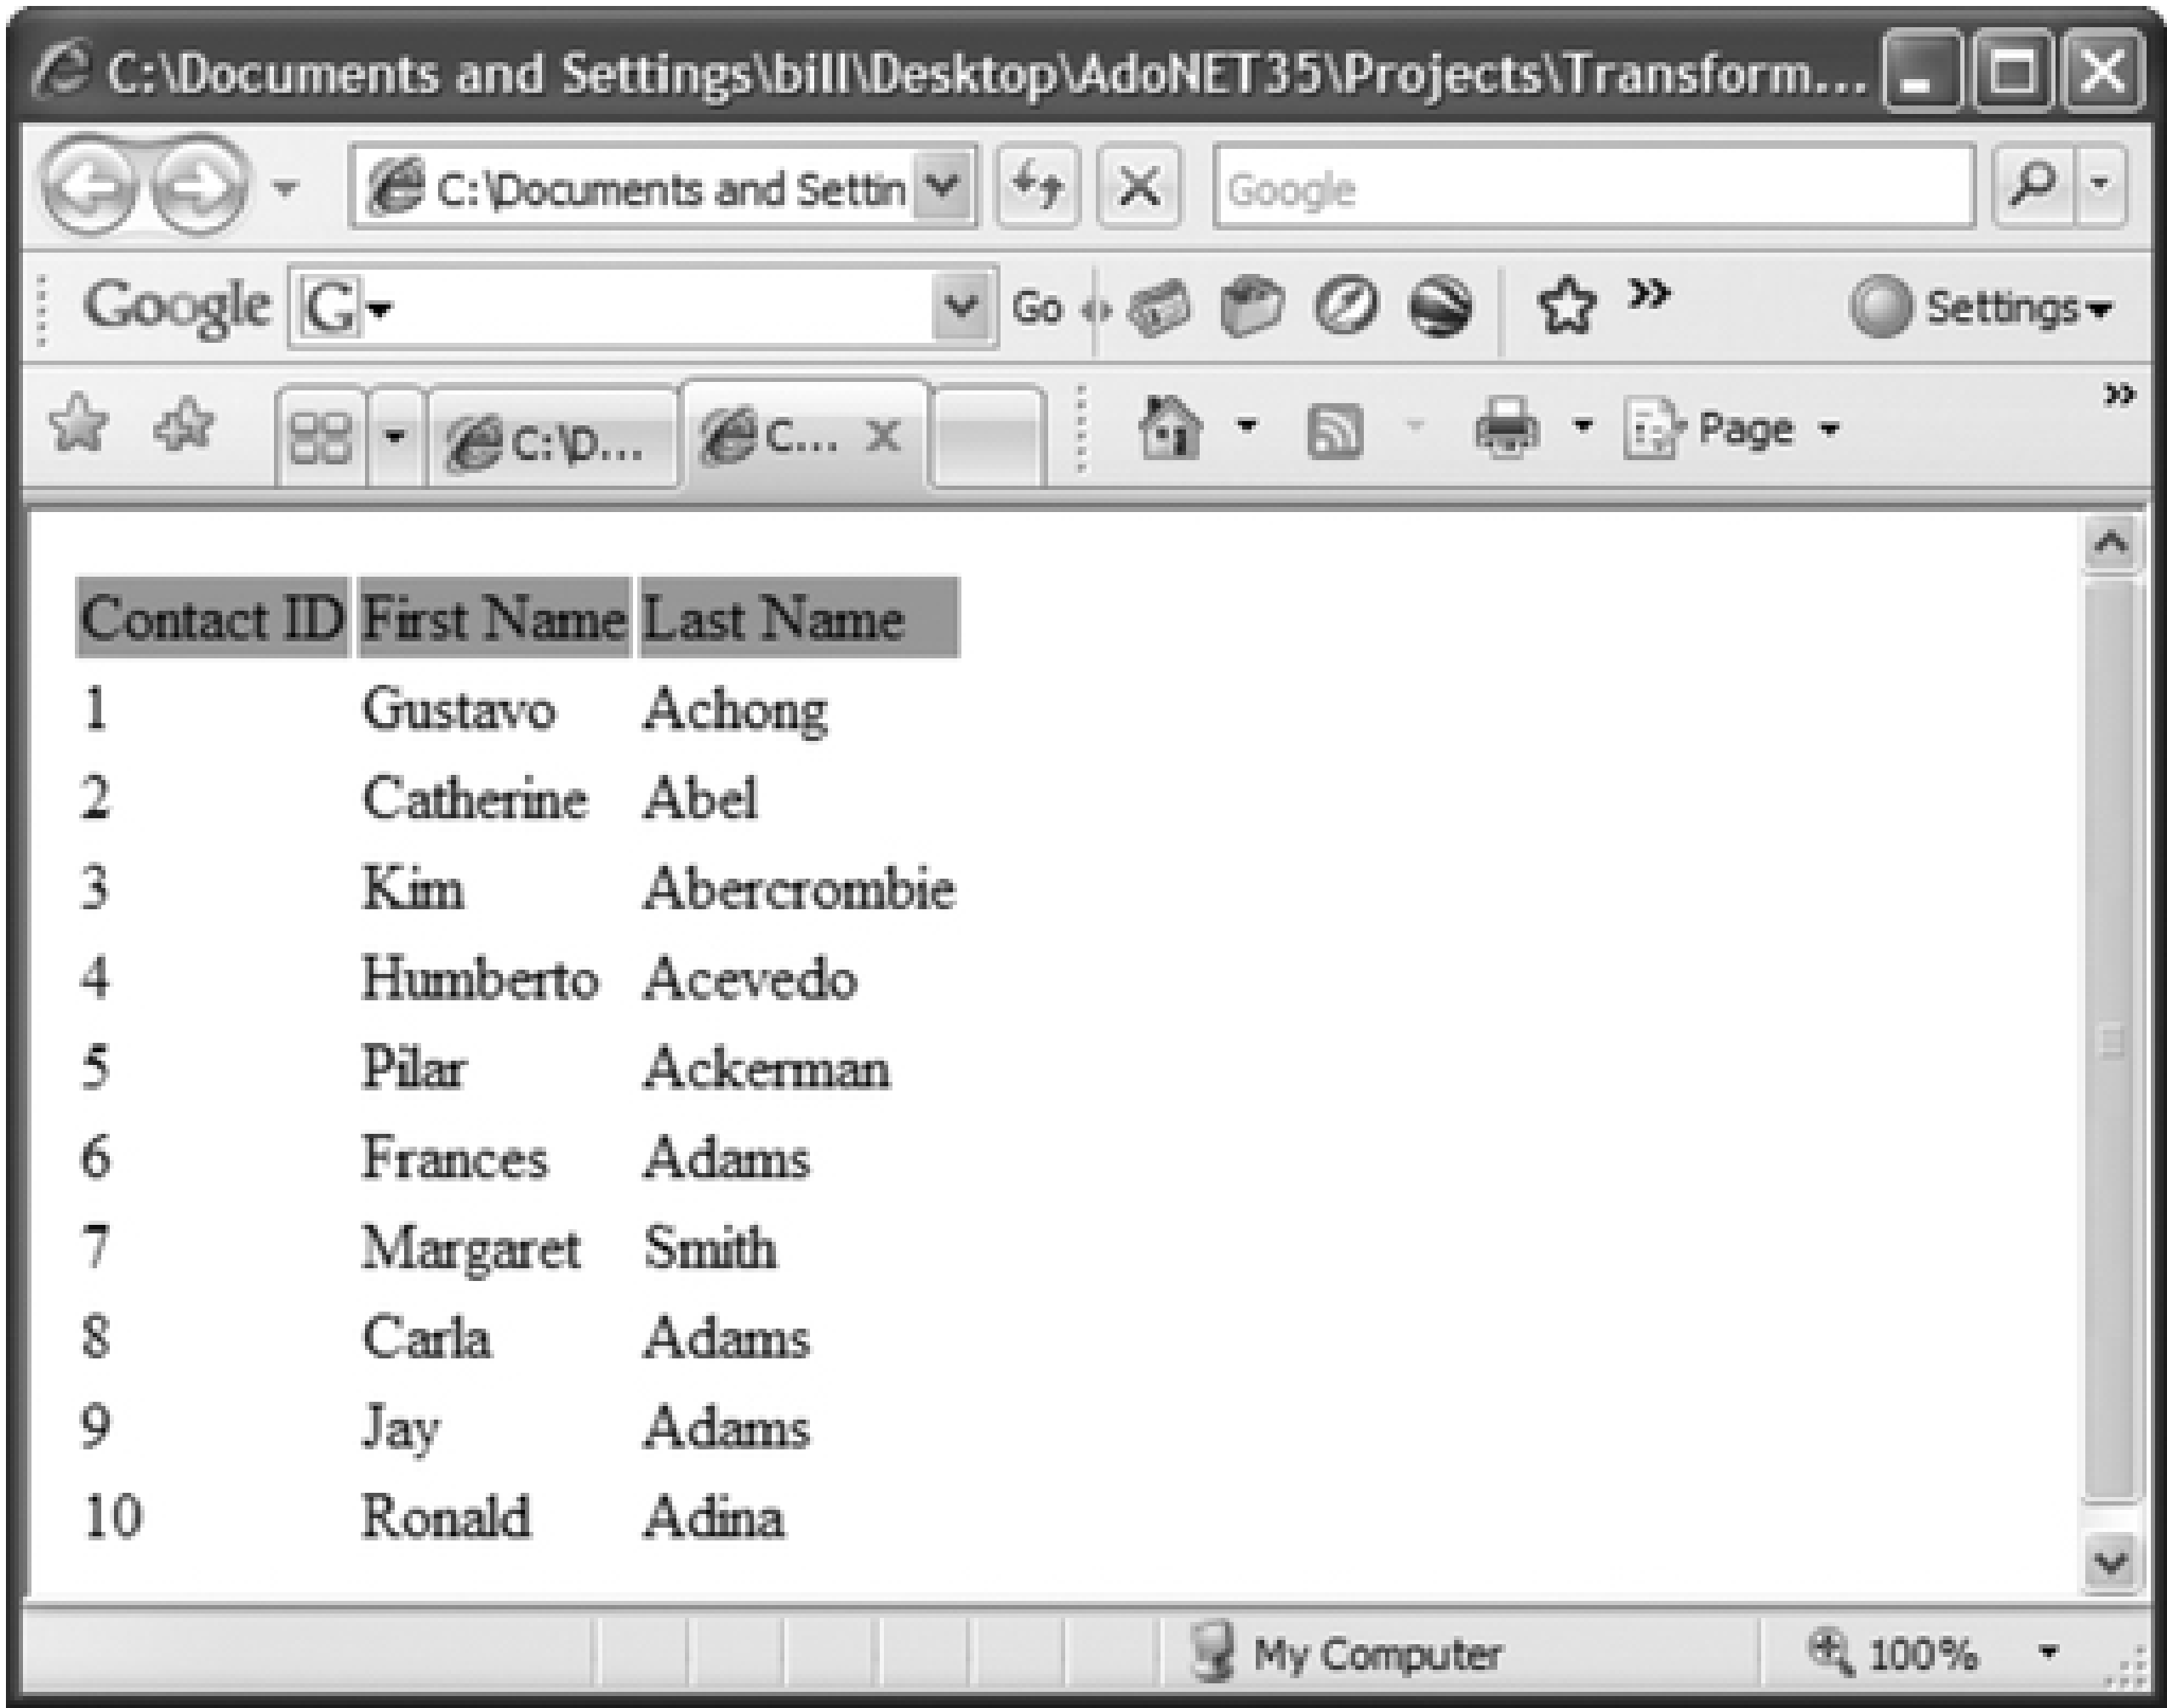 C:\Documents and Settings\bill\Desktop\AdoNET35\Projects\Transform...
C:\Documents and Settin Google
Google G Go Settings
C:\D... C... Page
Contact ID First Name Last Name
1 Gustavo Achong
2 Catherine Abel
3 Kim Abercrombie
4 Humberto Acevedo
5 Pilar Ackerman
6 Frances Adams
7 Margaret Smith
8 Carla Adams
9 Jay Adams
10 Ronald Adina
My Computer 100%